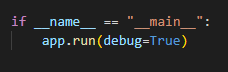 if __name__ == "__main__":
    app.run(debug=True)